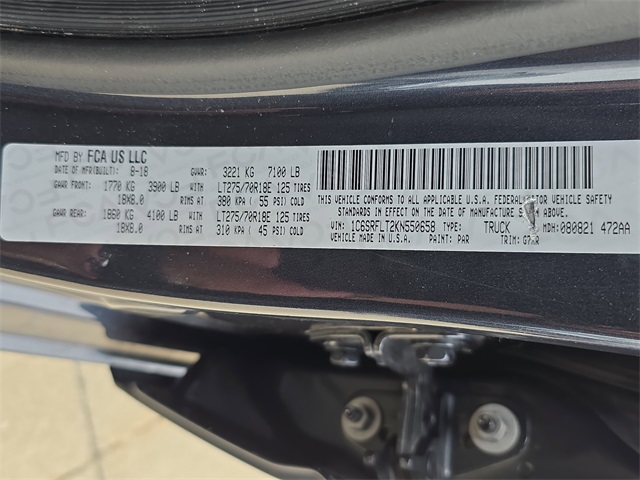 MFD BY FCA US LLC
DATE OF MFR(BUILT): 8-18 GVWR: 3221 KG 7100 LB
GAWR FRONT: 1770 KG 3900 LB WITH LT275/70R18E 125 TIRES
18X8.0 RIMS AT 380 KPA ( 55 PSI) COLD
GAWR REAR: 1860 KG 4100 LB WITH LT275/70R18E 125 TIRES
18X8.0 RIMS AT 310 KPA ( 45 PSI) COLD
THIS VEHICLE CONFORMS TO ALL APPLICABLE U.S.A. FEDERAL MOTOR VEHICLE SAFETY
STANDARDS IN EFFECT ON THE DATE OF MANUFACTURE SHOWN ABOVE.
VIN: 1C6SRFLT2KN550658 TYPE: TRUCK MDH: 080821 472AA
VEHICLE MADE IN U.S.A. PAINT: PAR TRIM: